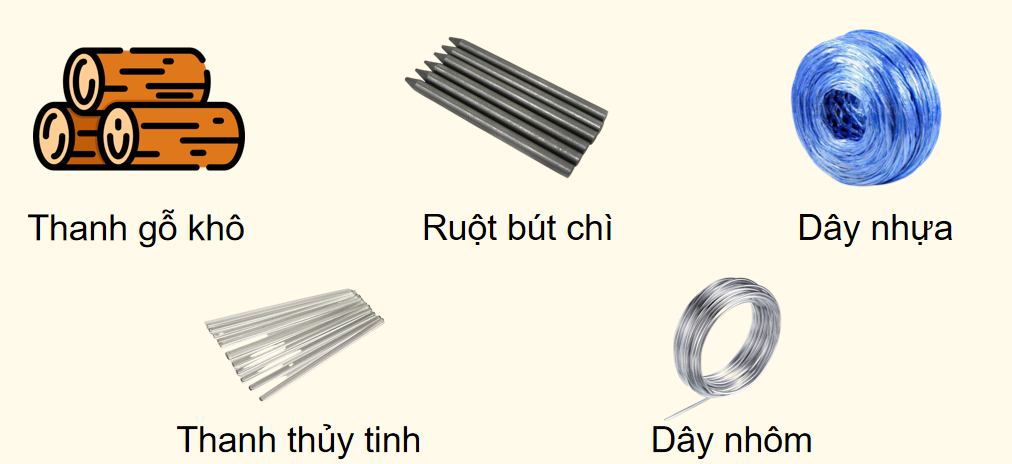 Thanh gỗ khô
Ruột bút chì
Dây nhựa
Thanh thủy tinh
Dây nhôm